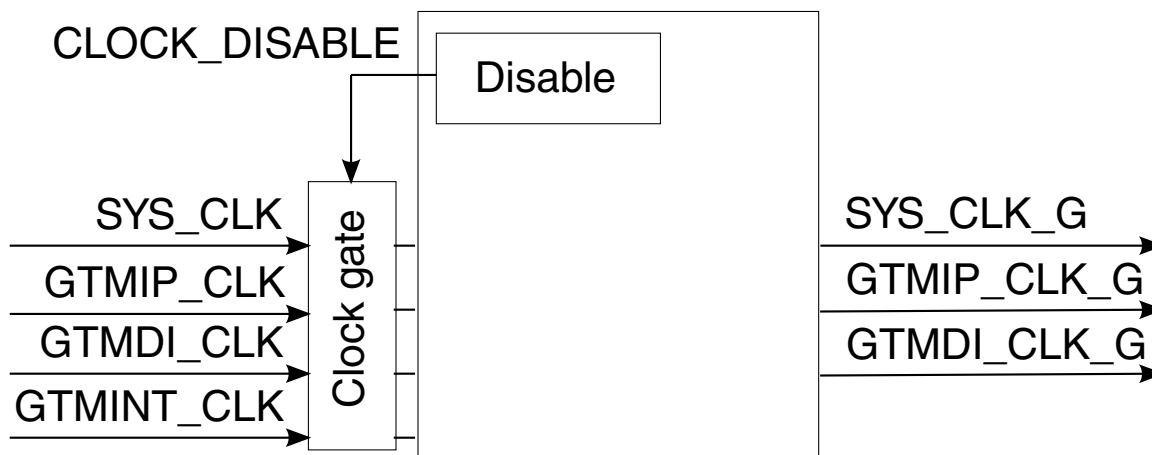 CLOCK_DISABLE
Disable
SYS_CLK
GTMIP_CLK
GTMDI_CLK
GTMINT_CLK
Clock gate
SYS_CLK_G
GTMIP_CLK_G
GTMDI_CLK_G